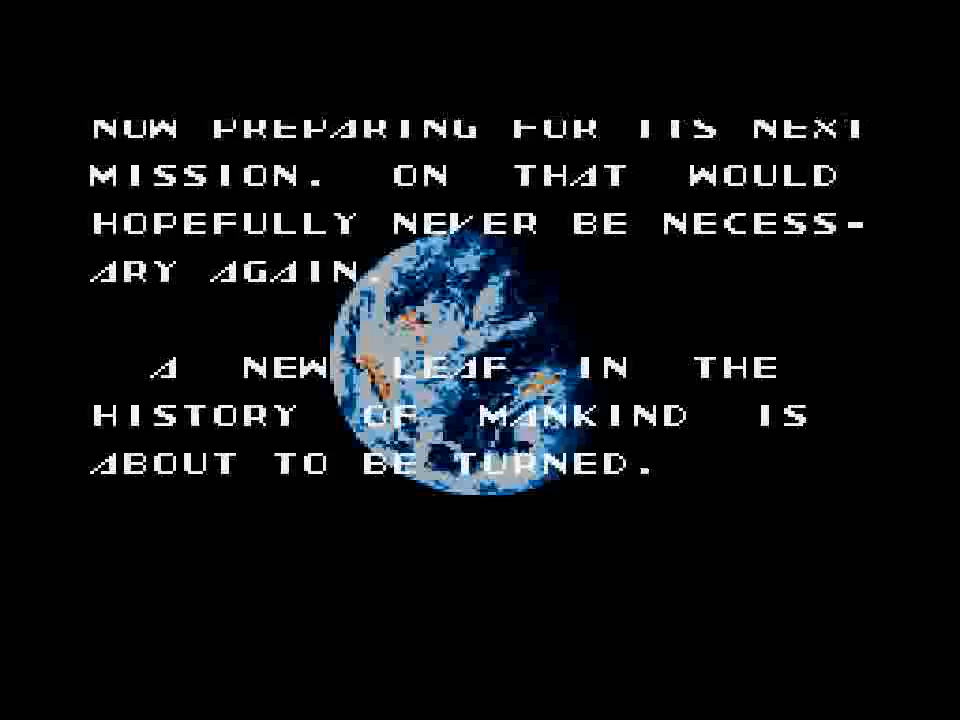 NOW PREPARING FOR ITS NEXT
MISSION. ON THAT WOULD
HOPEFULLY NEVER BE NECESS-
ARY AGAIN.
A NEW LEAF IN THE
HISTORY OF MANKIND IS
ABOUT TO BE TURNED.